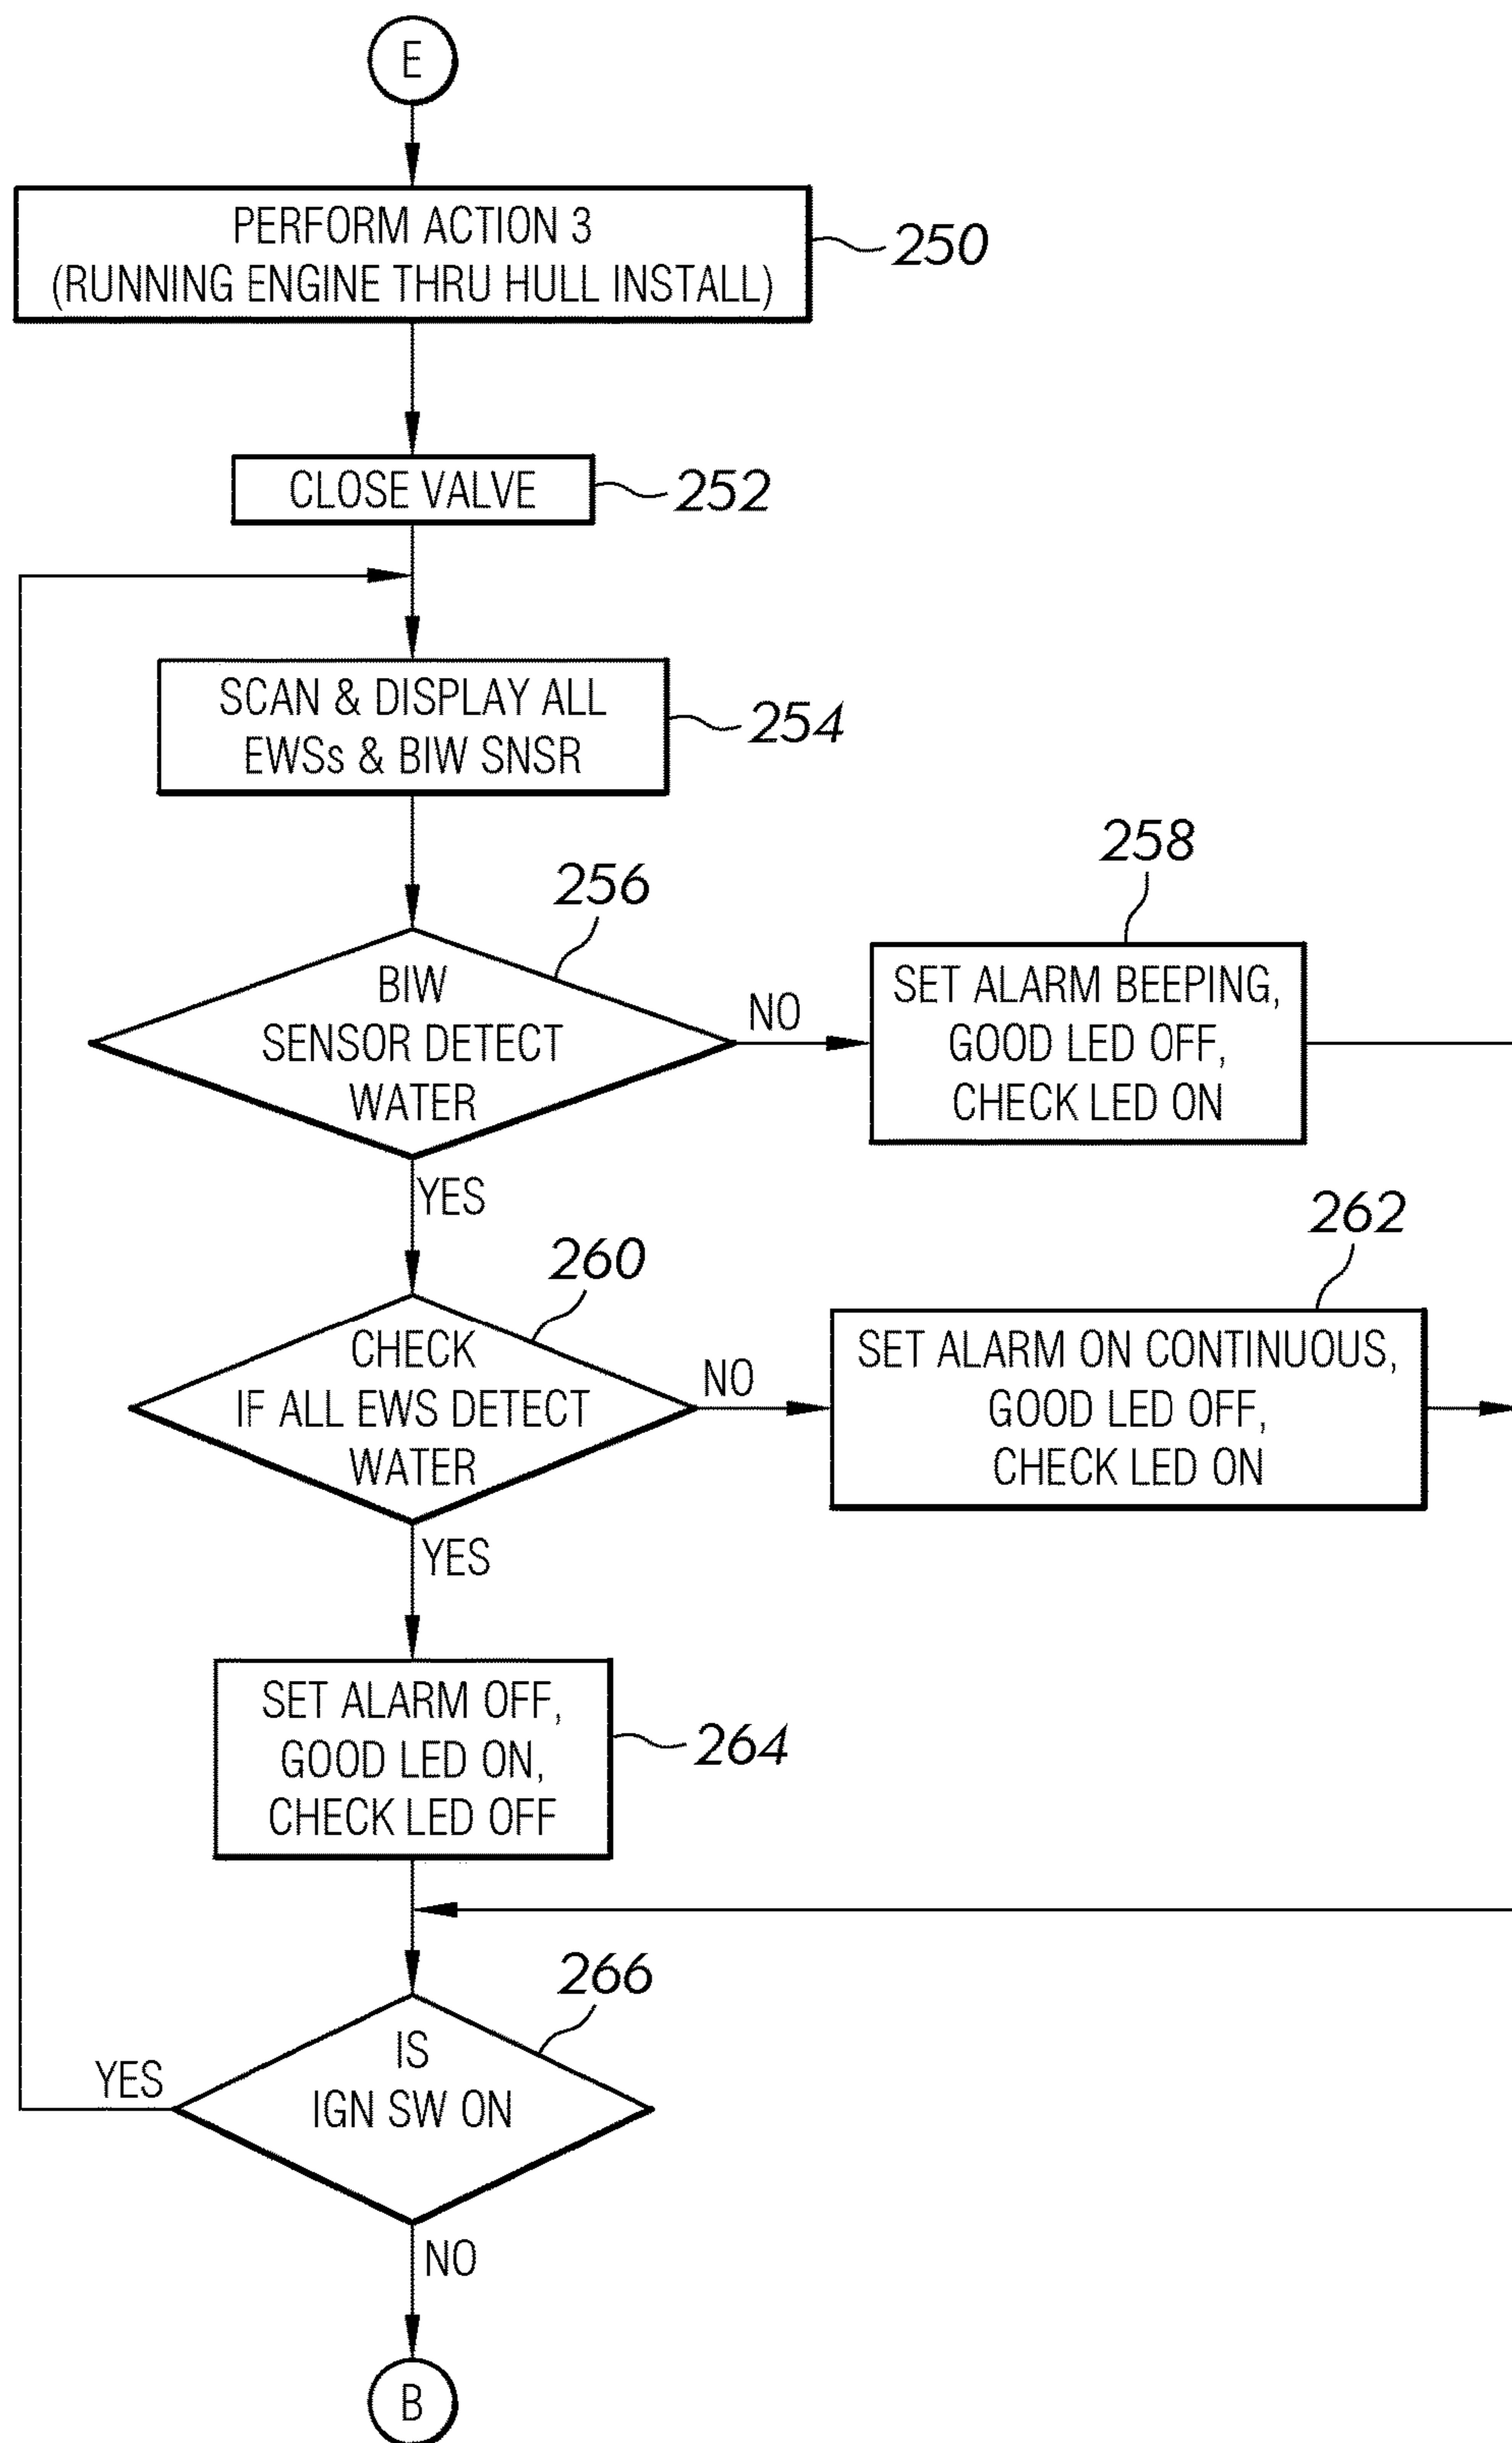 E
PERFORM ACTION 3
(RUNNING ENGINE THRU HULL INSTALL)
250
CLOSE VALVE
252
SCAN & DISPLAY ALL
EWSs & BIW SNSR
254
256
BIW
SENSOR DETECT
WATER
NO
258
SET ALARM BEEPING,
GOOD LED OFF,
CHECK LED ON
YES
260
CHECK
IF ALL EWS DETECT
WATER
NO
262
SET ALARM ON CONTINUOUS,
GOOD LED OFF,
CHECK LED ON
YES
SET ALARM OFF,
GOOD LED ON,
CHECK LED OFF
264
266
IS
IGN SW ON
YES
NO
B